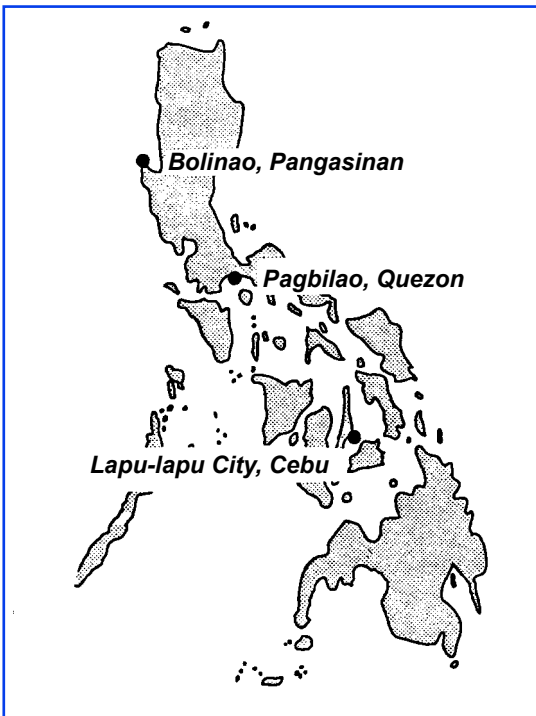 Bolinao, Pangasinan
Pagbilao, Quezon
Lapu-lapu City, Cebu